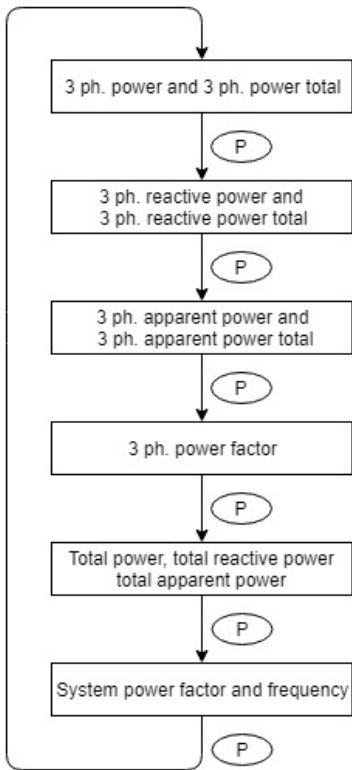 3 ph. power and 3 ph. power total
P
3 ph. reactive power and
3 ph. reactive power total
P
3 ph. apparent power and
3 ph. apparent power total
P
3 ph. power factor
P
Total power, total reactive power
total apparent power
P
System power factor and frequency
P